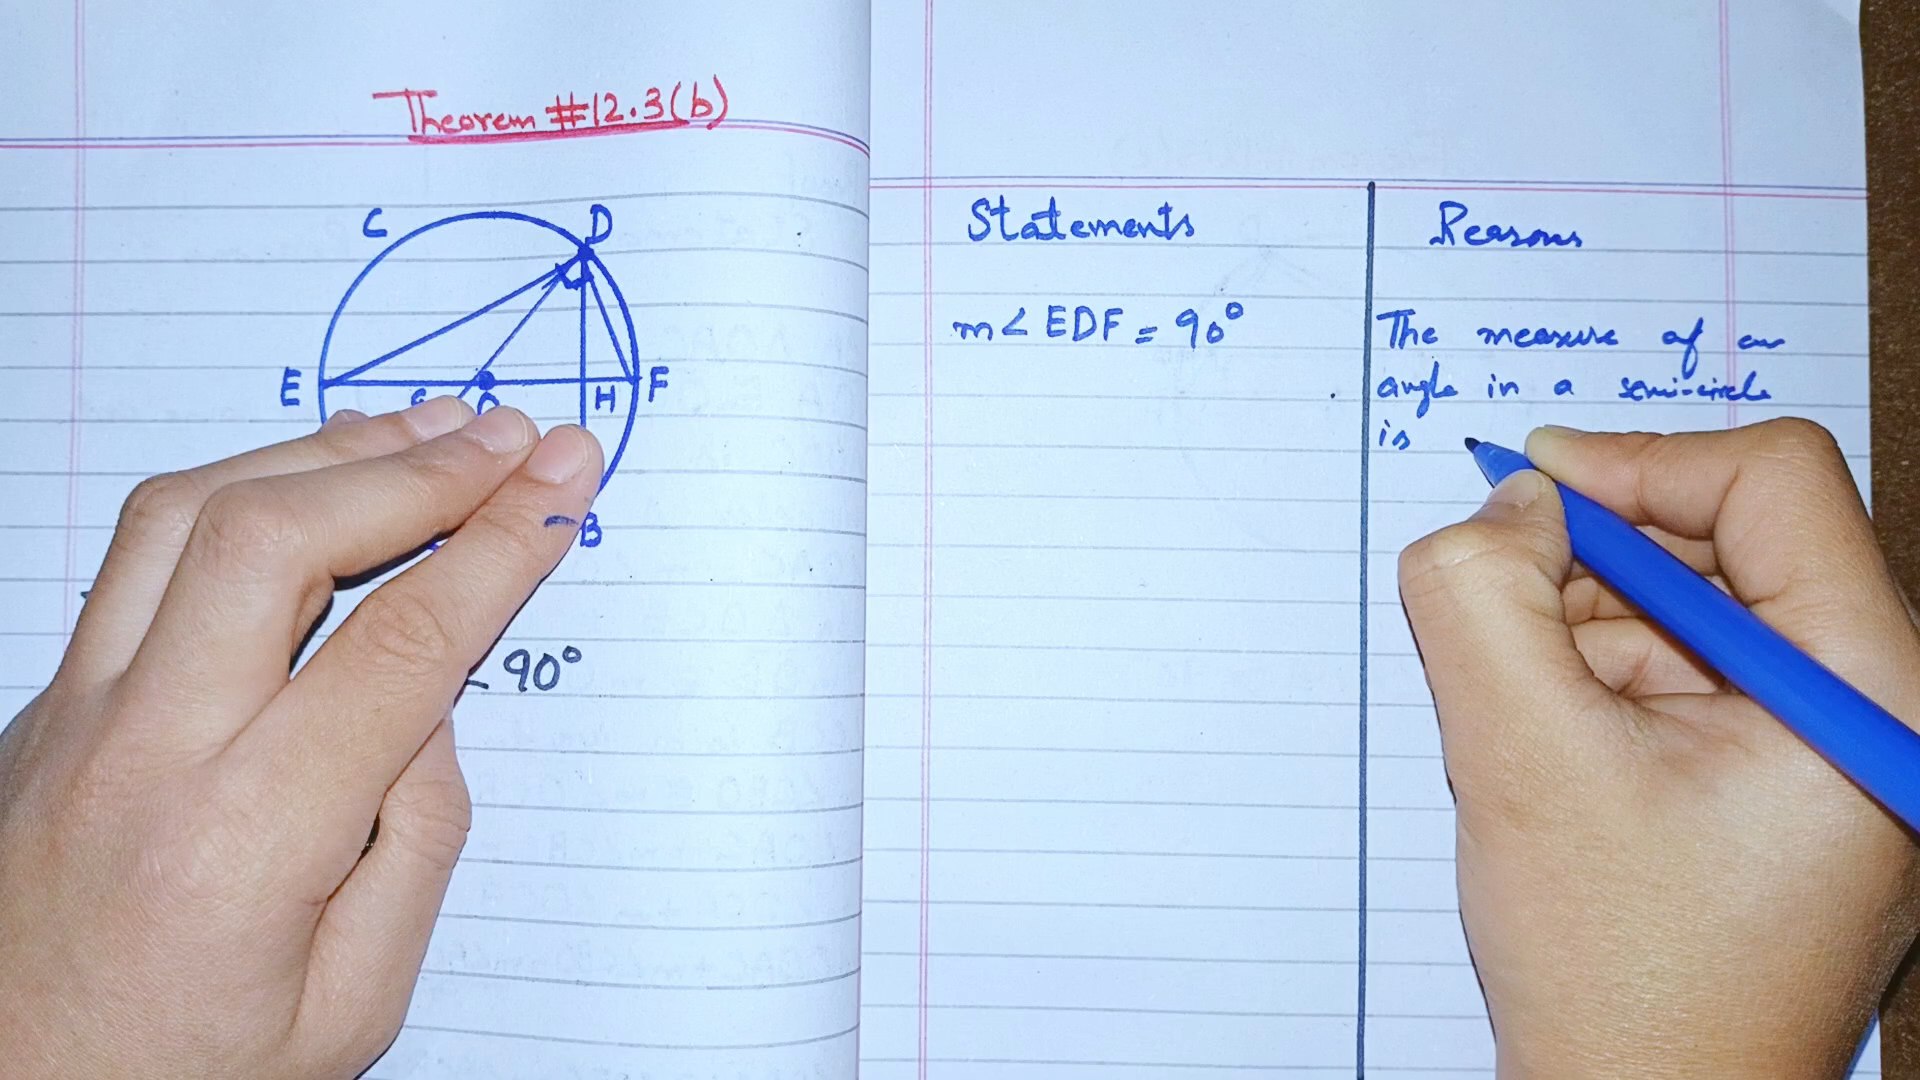 Theorem #12.3(b)
C
D
E
O
H
F
B
< 90°
Statements
Reasons
m∠ EDF = 90°
The measure of an
angle in a semi-circle
is